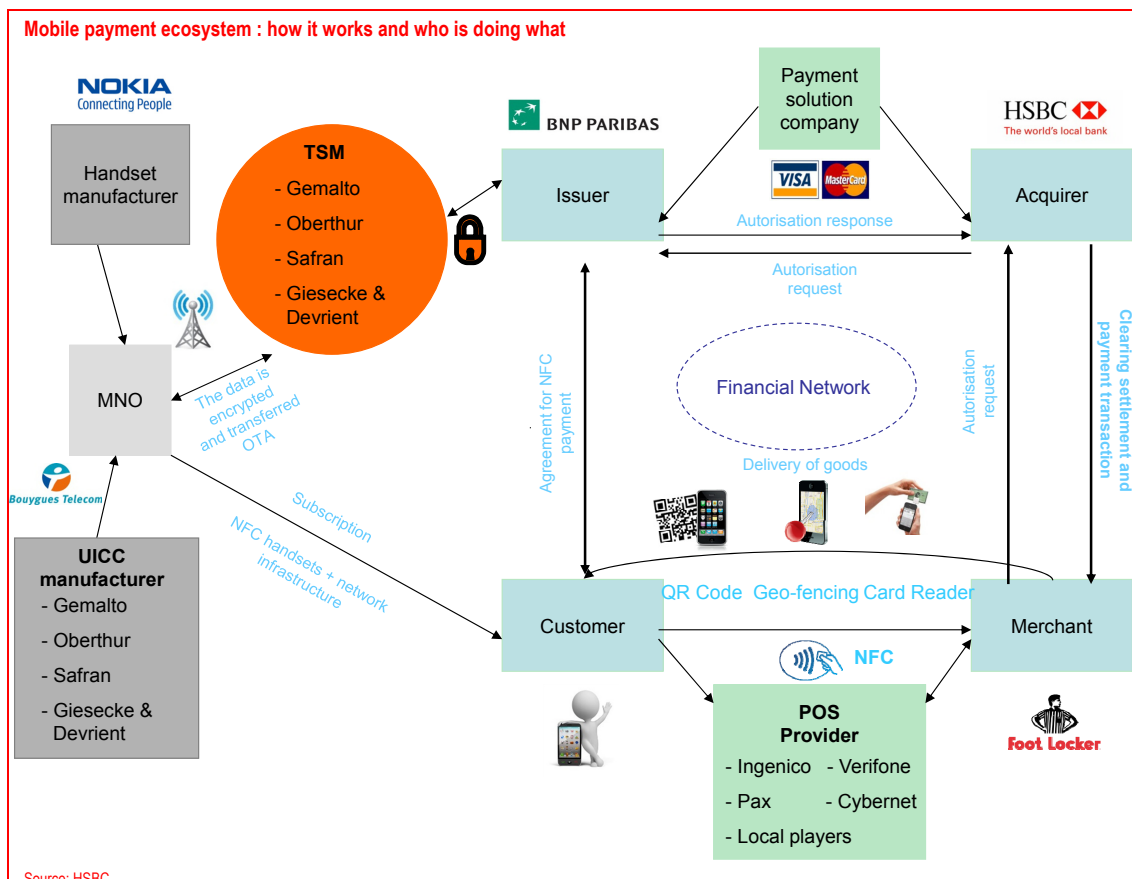 Mobile payment ecosystem : how it works and who is doing what
NOKIA
Connecting People
Handset
manufacturer
TSM
- Gemalto
- Oberthur
- Safran
- Giesecke &
Devrient
BNP PARIBAS
Issuer
Payment
solution
company
VISA
MasterCard
HSBC
The world's local bank
Acquirer
Autorisation response
Autorisation
request
MNO
The data is
encrypted
and transferred
OTA
Bouygues Telecom
Subscription
NFC handsets + network
infrastructure
Agreement for NFC
payment
Financial Network
Autorisation
request
Clearing settlement and
payment transaction
Delivery of goods
UICC
manufacturer
- Gemalto
- Oberthur
- Safran
- Giesecke &
Devrient
Customer
QR Code Geo-fencing Card Reader
Merchant
NFC
POS
Provider
- Ingenico - Verifone
- Pax - Cybernet
- Local players
Foot Locker
Source: HSBC